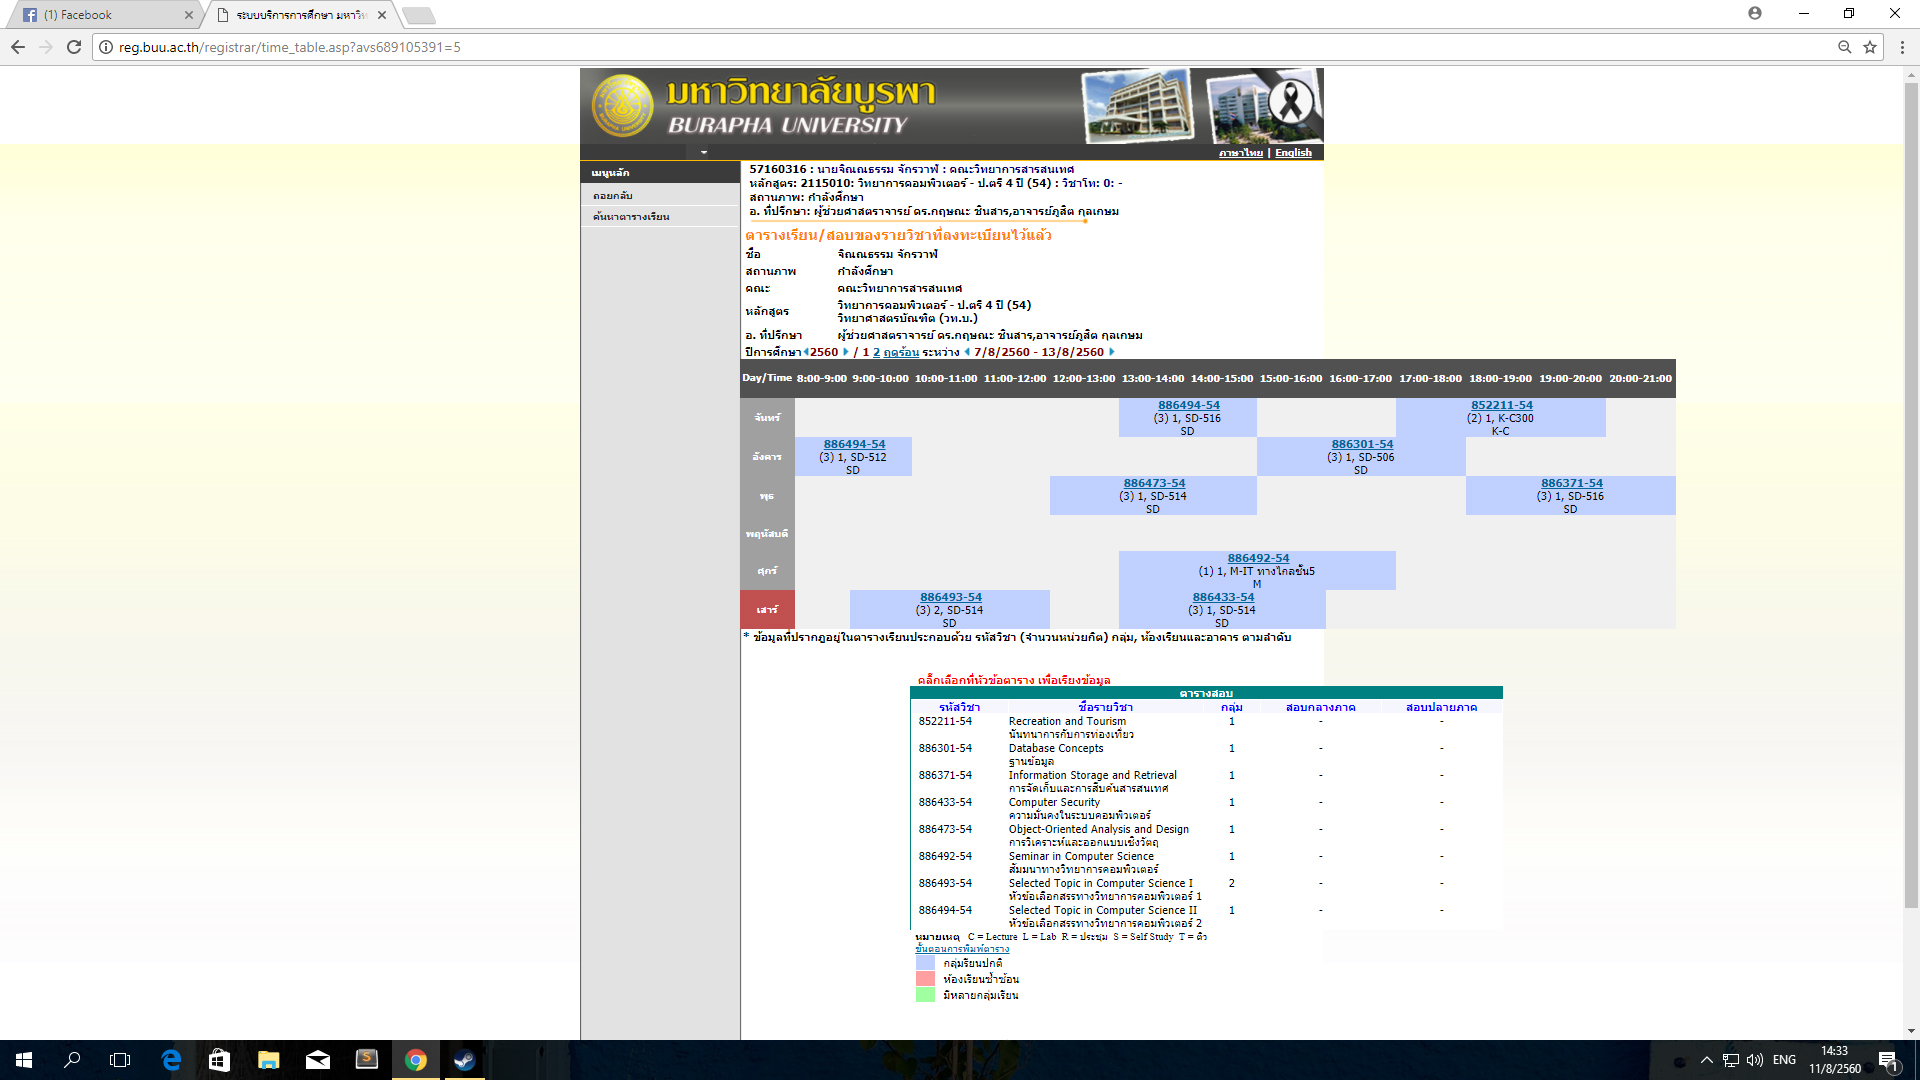 (1) Facebook
ระบบบริการการศึกษา มหาวิท
reg.buu.ac.th/registrar/time_table.asp?avs689105391=5
มหาวิทยาลัยบูรพา
BURAPHA UNIVERSITY
ภาษาไทย | English
เมนูหลัก
ถอยกลับ
ค้นหาตารางเรียน
57160316 : นายจิณณธรรม จักรวาฬ : คณะวิทยาการสารสนเทศ
หลักสูตร: 2115010: วิทยาการคอมพิวเตอร์ - ป.ตรี 4 ปี (54) : วิชาโท: 0: -
สถานภาพ: กำลังศึกษา
อ. ที่ปรึกษา: ผู้ช่วยศาสตราจารย์ ดร.กฤษณะ ชินสาร,อาจารย์ภูสิต กุลเกษม
ตารางเรียน/สอบของรายวิชาที่ลงทะเบียนไว้แล้ว
ชื่อ จิณณธรรม จักรวาฬ
สถานภาพ กำลังศึกษา
คณะ คณะวิทยาการสารสนเทศ
หลักสูตร วิทยาการคอมพิวเตอร์ - ป.ตรี 4 ปี (54)
วิทยาศาสตรบัณฑิต (วท.บ.)
อ. ที่ปรึกษา ผู้ช่วยศาสตราจารย์ ดร.กฤษณะ ชินสาร,อาจารย์ภูสิต กุลเกษม
ปีการศึกษา 2560 / 1 2 ฤดูร้อน ระหว่าง 7/8/2560 - 13/8/2560
Day/Time 8:00-9:00 9:00-10:00 10:00-11:00 11:00-12:00 12:00-13:00 13:00-14:00 14:00-15:00 15:00-16:00 16:00-17:00 17:00-18:00 18:00-19:00 19:00-20:00 20:00-21:00
จันทร์
886494-54
(3) 1, SD-516
SD
852211-54
(2) 1, K-C300
K-C
อังคาร
886494-54
(3) 1, SD-512
SD
886301-54
(3) 1, SD-506
SD
พุธ
886473-54
(3) 1, SD-514
SD
886371-54
(3) 1, SD-516
SD
พฤหัสบดี
ศุกร์
886492-54
(1) 1, M-IT ทางไกลชั้น5
M
เสาร์
886493-54
(3) 2, SD-514
SD
886433-54
(3) 1, SD-514
SD
* ข้อมูลที่ปรากฎอยู่ในตารางเรียนประกอบด้วย รหัสวิชา (จำนวนหน่วยกิต) กลุ่ม, ห้องเรียนและอาคาร ตามลำดับ
คลิ๊กเลือกที่หัวข้อตาราง เพื่อเรียงข้อมูล
ตารางสอบ
รหัสวิชา ชื่อรายวิชา กลุ่ม สอบกลางภาค สอบปลายภาค
852211-54 Recreation and Tourism 1 - -
นันทนาการกับการท่องเที่ยว
886301-54 Database Concepts 1 - -
ฐานข้อมูล
886371-54 Information Storage and Retrieval 1 - -
การจัดเก็บและการสืบค้นสารสนเทศ
886433-54 Computer Security 1 - -
ความมั่นคงในระบบคอมพิวเตอร์
886473-54 Object-Oriented Analysis and Design 1 - -
การวิเคราะห์และออกแบบเชิงวัตถุ
886492-54 Seminar in Computer Science 1 - -
สัมมนาทางวิทยาการคอมพิวเตอร์
886493-54 Selected Topic in Computer Science I 2 - -
หัวข้อเลือกสรรทางวิทยาการคอมพิวเตอร์ 1
886494-54 Selected Topic in Computer Science II 1 - -
หัวข้อเลือกสรรทางวิทยาการคอมพิวเตอร์ 2
หมายเหตุ C = Lecture L = Lab R = ประชุม S = Self Study T = ติว
ขั้นตอนการพิมพ์ตาราง
กลุ่มเรียนปกติ
ห้องเรียนซ้ำซ้อน
มีหลายกลุ่มเรียน
ENG
14:33
11/8/2560
1